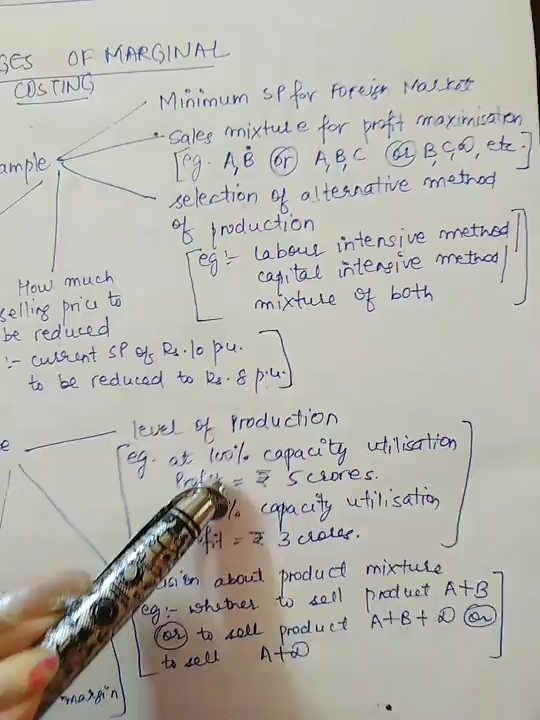 GES OF MARGINAL
COSTING
Minimum SP for Foreign Market
Sales mixture for profit maximisation
[eg. A,B (or) A,B,C (or) B,C,D, etc.]
ample
selection of alternative method
of production
[eg:- Labour intensive method
capital intensive method
mixture of both]
How much
selling price to
be reduced
:- current SP of Rs.10 p.u.
to be reduced to Rs. 8 p.u.]
level of Production
[eg. at 100% capacity utilisation
Profit = ₹ 5 crores.
% capacity utilisation
fit = ₹ 3 crores.]
sion about product mixture
[eg:- whether to sell product A+B
(or) to sell product A+B+D (or)
to sell A+D]
margin